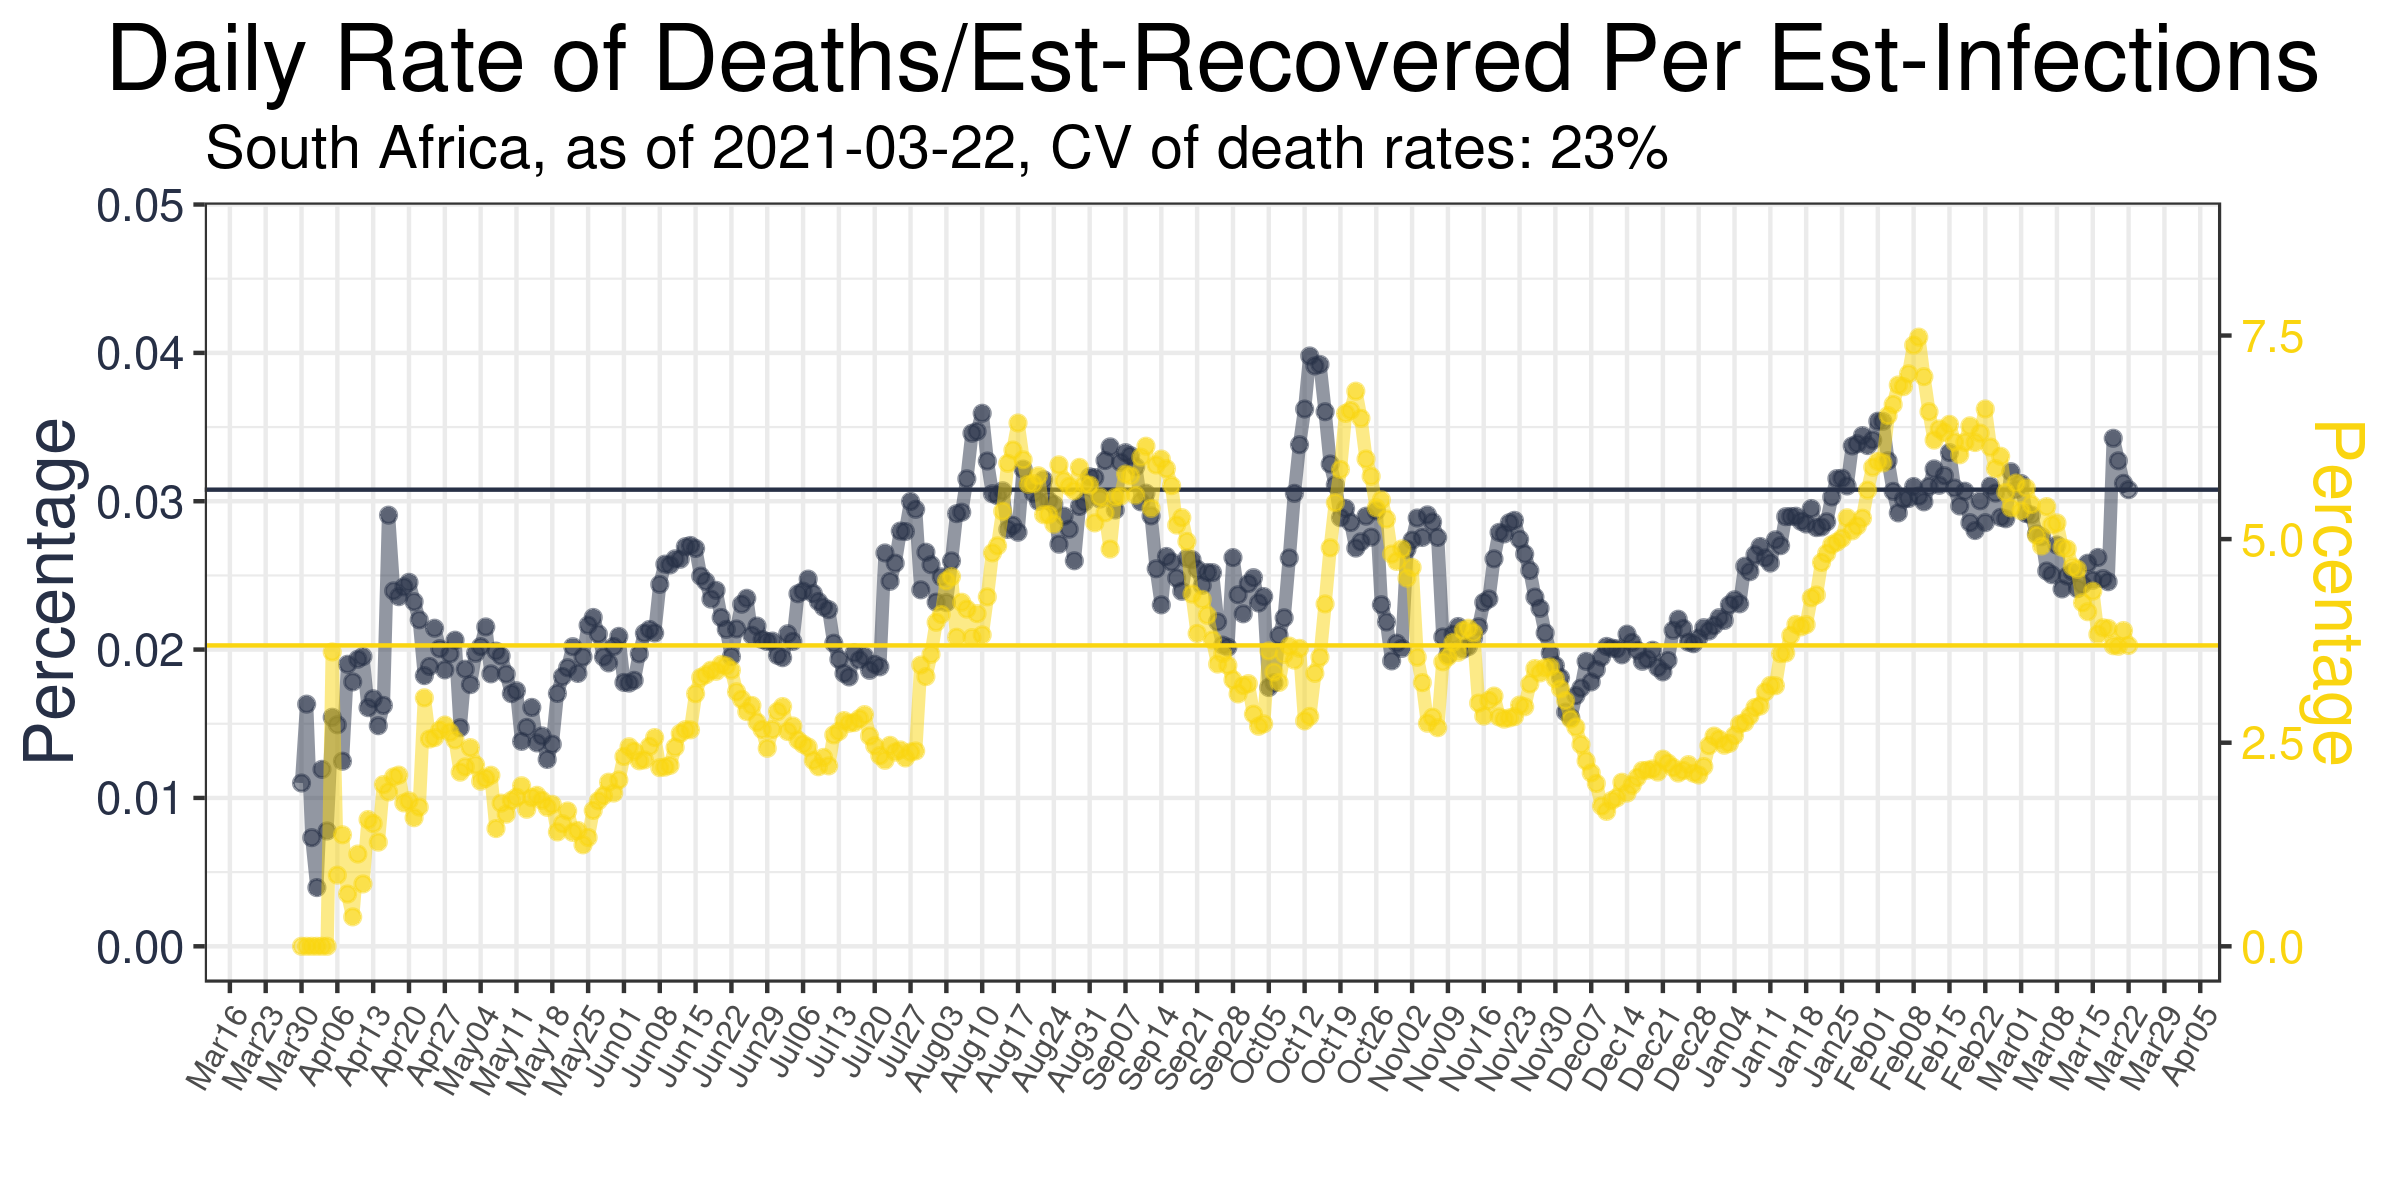 Daily Rate of Deaths/Est-Recovered Per Est-Infections
South Africa, as of 2021-03-22, CV of death rates: 23%
Percentage
0.05
0.04
0.03
0.02
0.01
0.00
7.5
5.0
2.5
0.0
Percentage
Mar16
Mar23
Mar30
Apr06
Apr13
Apr20
Apr27
May04
May11
May18
May25
Jun01
Jun08
Jun15
Jun22
Jun29
Jul06
Jul13
Jul20
Jul27
Aug03
Aug10
Aug17
Aug24
Aug31
Sep07
Sep14
Sep21
Sep28
Oct05
Oct12
Oct19
Oct26
Nov02
Nov09
Nov16
Nov23
Nov30
Dec07
Dec14
Dec21
Dec28
Jan04
Jan11
Jan18
Jan25
Feb01
Feb08
Feb15
Feb22
Mar01
Mar08
Mar15
Mar22
Mar29
Apr05